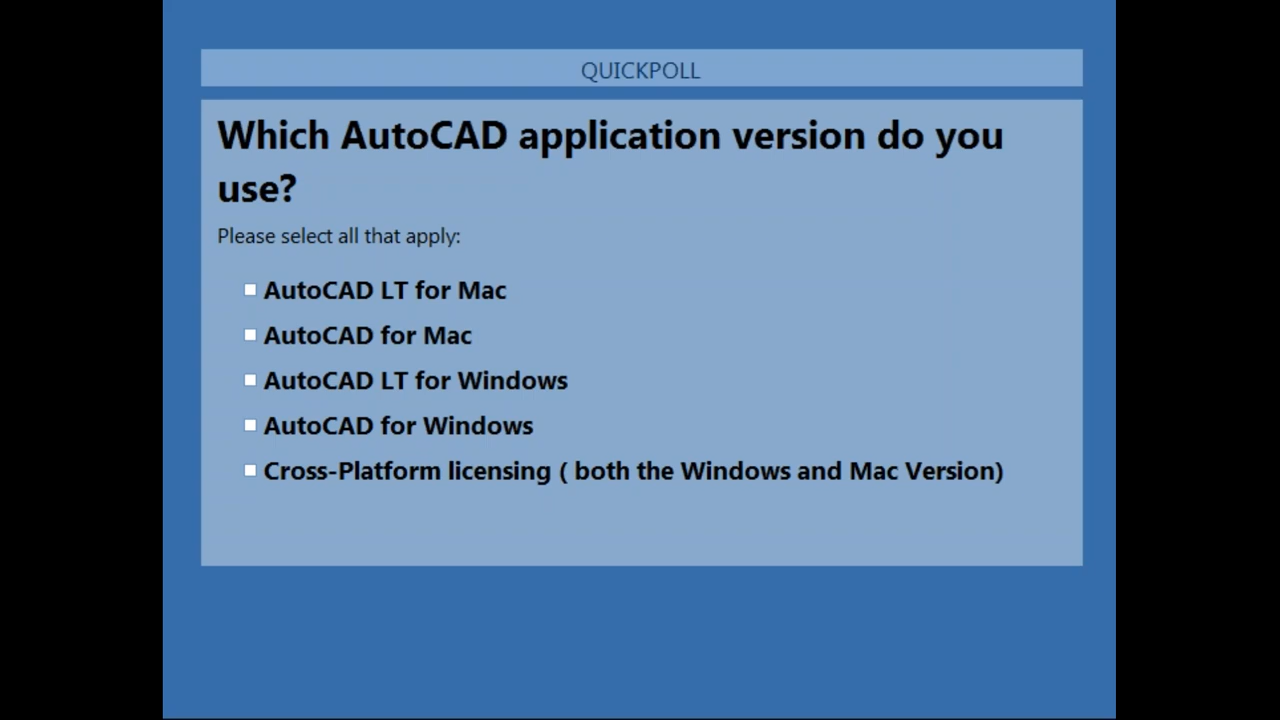 QUICKPOLL
Which AutoCAD application version do you
use?
Please select all that apply:
AutoCAD LT for Mac
AutoCAD for Mac
AutoCAD LT for Windows
AutoCAD for Windows
Cross-Platform licensing ( both the Windows and Mac Version)